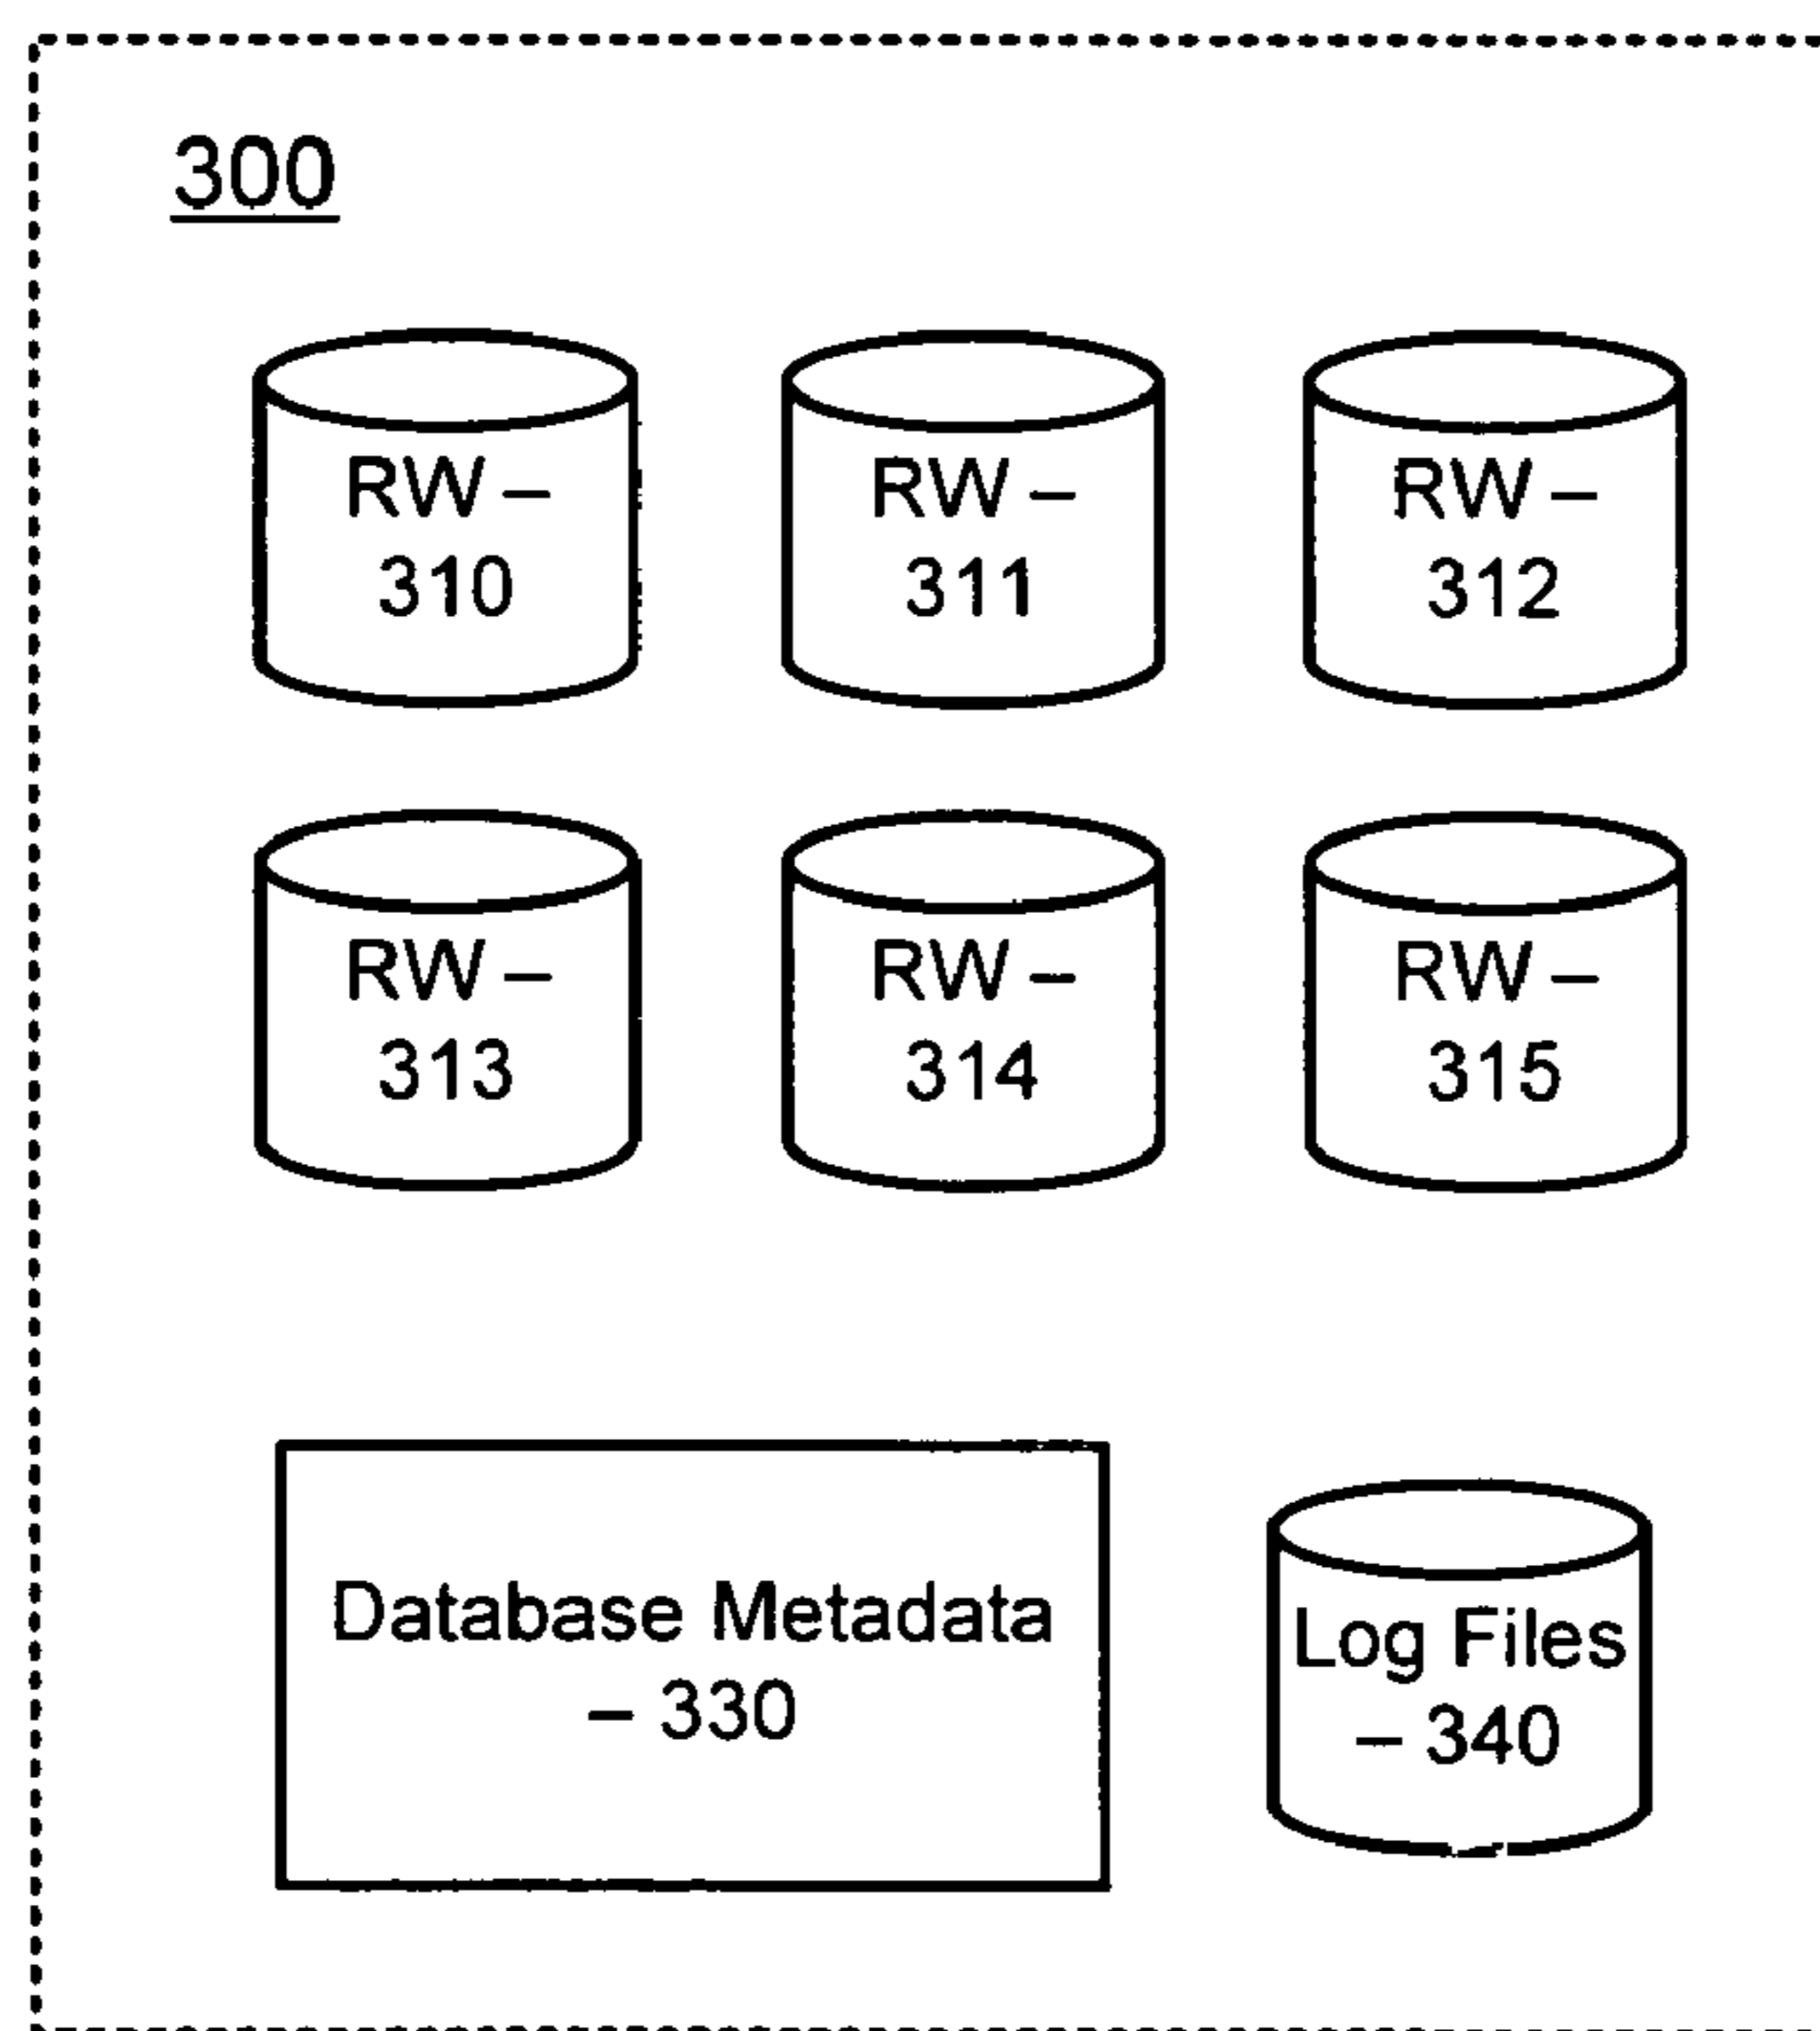 300
RW –
310
RW –
311
RW –
312
RW –
313
RW –
314
RW –
315
Database Metadata
– 330
Log Files
– 340